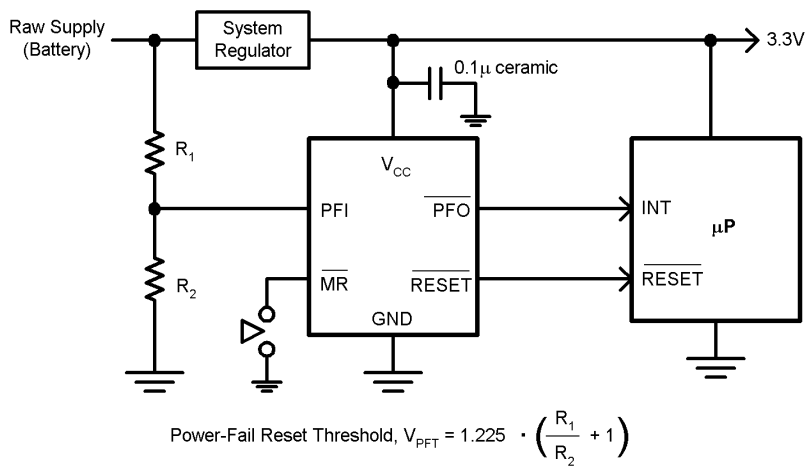 Raw Supply
(Battery)
System
Regulator
3.3V
0.1μ ceramic
R1
VCC
PFI
PFO
INT
μP
R2
MR
RESET
RESET
GND
Power-Fail Reset Threshold, VPFT = 1.225 · (R1/R2 + 1)